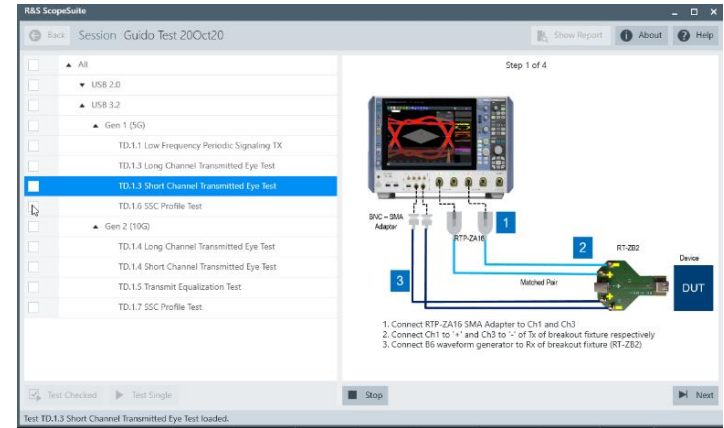 R&S ScopeSuite
Back Session Guido Test 20Oct20 Show Report About Help
All
USB 2.0
USB 3.2
Gen 1 (5G)
TD.1.1 Low Frequency Periodic Signaling TX
TD.1.3 Long Channel Transmitted Eye Test
TD.1.3 Short Channel Transmitted Eye Test
TD.1.6 SSC Profile Test
Gen 2 (10G)
TD.1.4 Long Channel Transmitted Eye Test
TD.1.4 Short Channel Transmitted Eye Test
TD.1.5 Transmit Equalization Test
TD.1.7 SSC Profile Test
Step 1 of 4
BNC – SMA
Adapter
RTP-ZA16
1
2
RT-ZB2
Device
DUT
3
Matched Pair
1. Connect RTP-ZA16 SMA Adapter to Ch1 and Ch3
2. Connect Ch1 to '+' and Ch3 to '-' of Tx of breakout fixture respectively
3. Connect B6 waveform generator to Rx of breakout fixture (RT-ZB2)
Test Checked Test Single Stop Next
Test TD.1.3 Short Channel Transmitted Eye Test loaded.